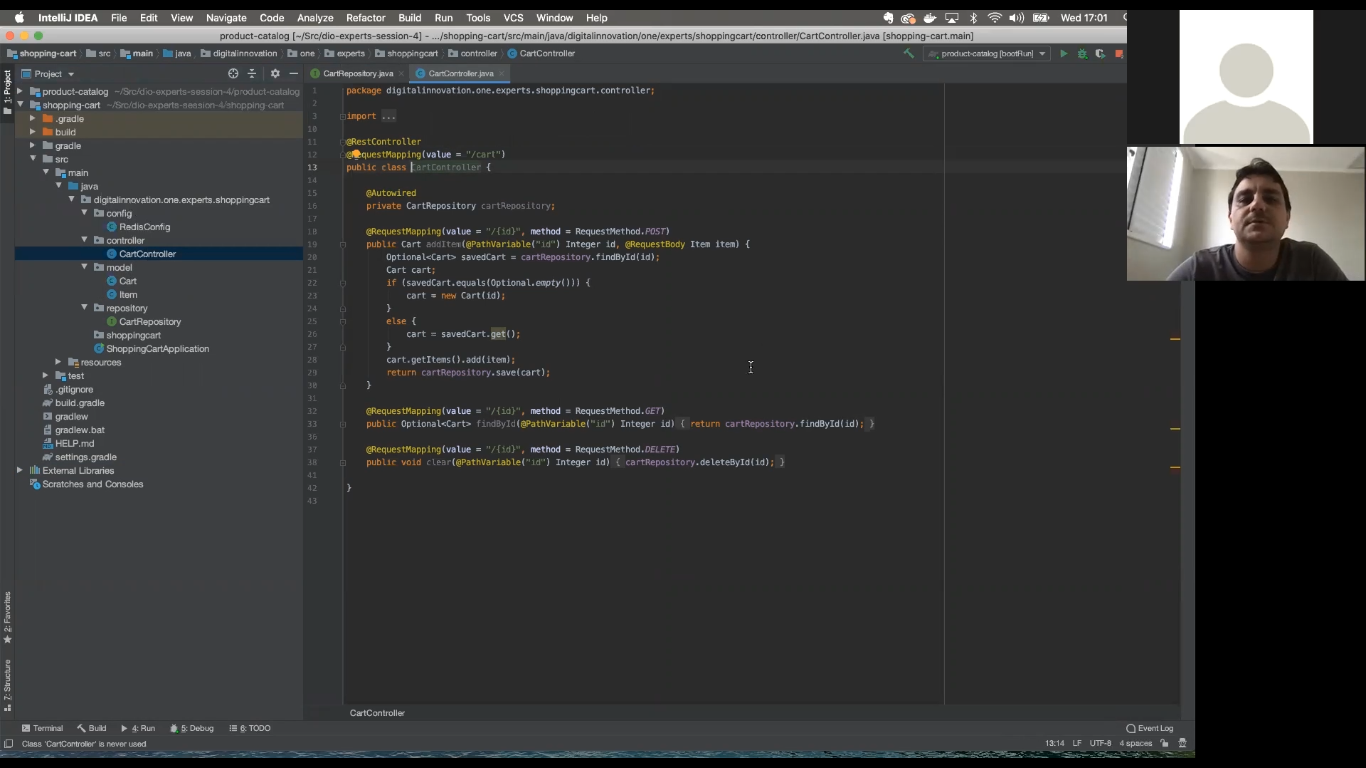 IntelliJ IDEA File Edit View Navigate Code Analyze Refactor Build Run Tools VCS Window Help Wed 17:01
product-catalog [~/Src/dio-experts-session-4] - .../shopping-cart/src/main/java/digitalinnovation/one/experts/shoppingcart/controller/CartController.java [shopping-cart.main]
shopping-cart src main java digitalinnovation one experts shoppingcart controller CartController product-catalog [bootRun]
1: Project
Project
CartRepository.java CartController.java
product-catalog ~/Src/dio-experts-session-4/product-catalog
shopping-cart ~/Src/dio-experts-session-4/shopping-cart
.gradle
build
gradle
src
main
java
digitalinnovation.one.experts.shoppingcart
config
RedisConfig
controller
CartController
model
Cart
Item
repository
CartRepository
shoppingcart
ShoppingCartApplication
resources
test
.gitignore
build.gradle
gradlew
gradlew.bat
HELP.md
settings.gradle
External Libraries
Scratches and Consoles
1 package digitalinnovation.one.experts.shoppingcart.controller;
2
3 import ...
10
11 @RestController
12 @RequestMapping(value = "/cart")
13 public class CartController {
14
15 @Autowired
16 private CartRepository cartRepository;
17
18 @RequestMapping(value = "/{id}", method = RequestMethod.POST)
19 public Cart addItem(@PathVariable("id") Integer id, @RequestBody Item item) {
20 Optional<Cart> savedCart = cartRepository.findById(id);
21 Cart cart;
22 if (savedCart.equals(Optional.empty())) {
23 cart = new Cart(id);
24 }
25 else {
26 cart = savedCart.get();
27 }
28 cart.getItems().add(item);
29 return cartRepository.save(cart);
30 }
31
32 @RequestMapping(value = "/{id}", method = RequestMethod.GET)
33 public Optional<Cart> findById(@PathVariable("id") Integer id) { return cartRepository.findById(id); }
36
37 @RequestMapping(value = "/{id}", method = RequestMethod.DELETE)
38 public void clear(@PathVariable("id") Integer id) { cartRepository.deleteById(id); }
41
42 }
43
CartController
2: Favorites
7: Structure
Terminal Build 4: Run 5: Debug 6: TODO Event Log
Class 'CartController' is never used 13:14 LF UTF-8 4 spaces